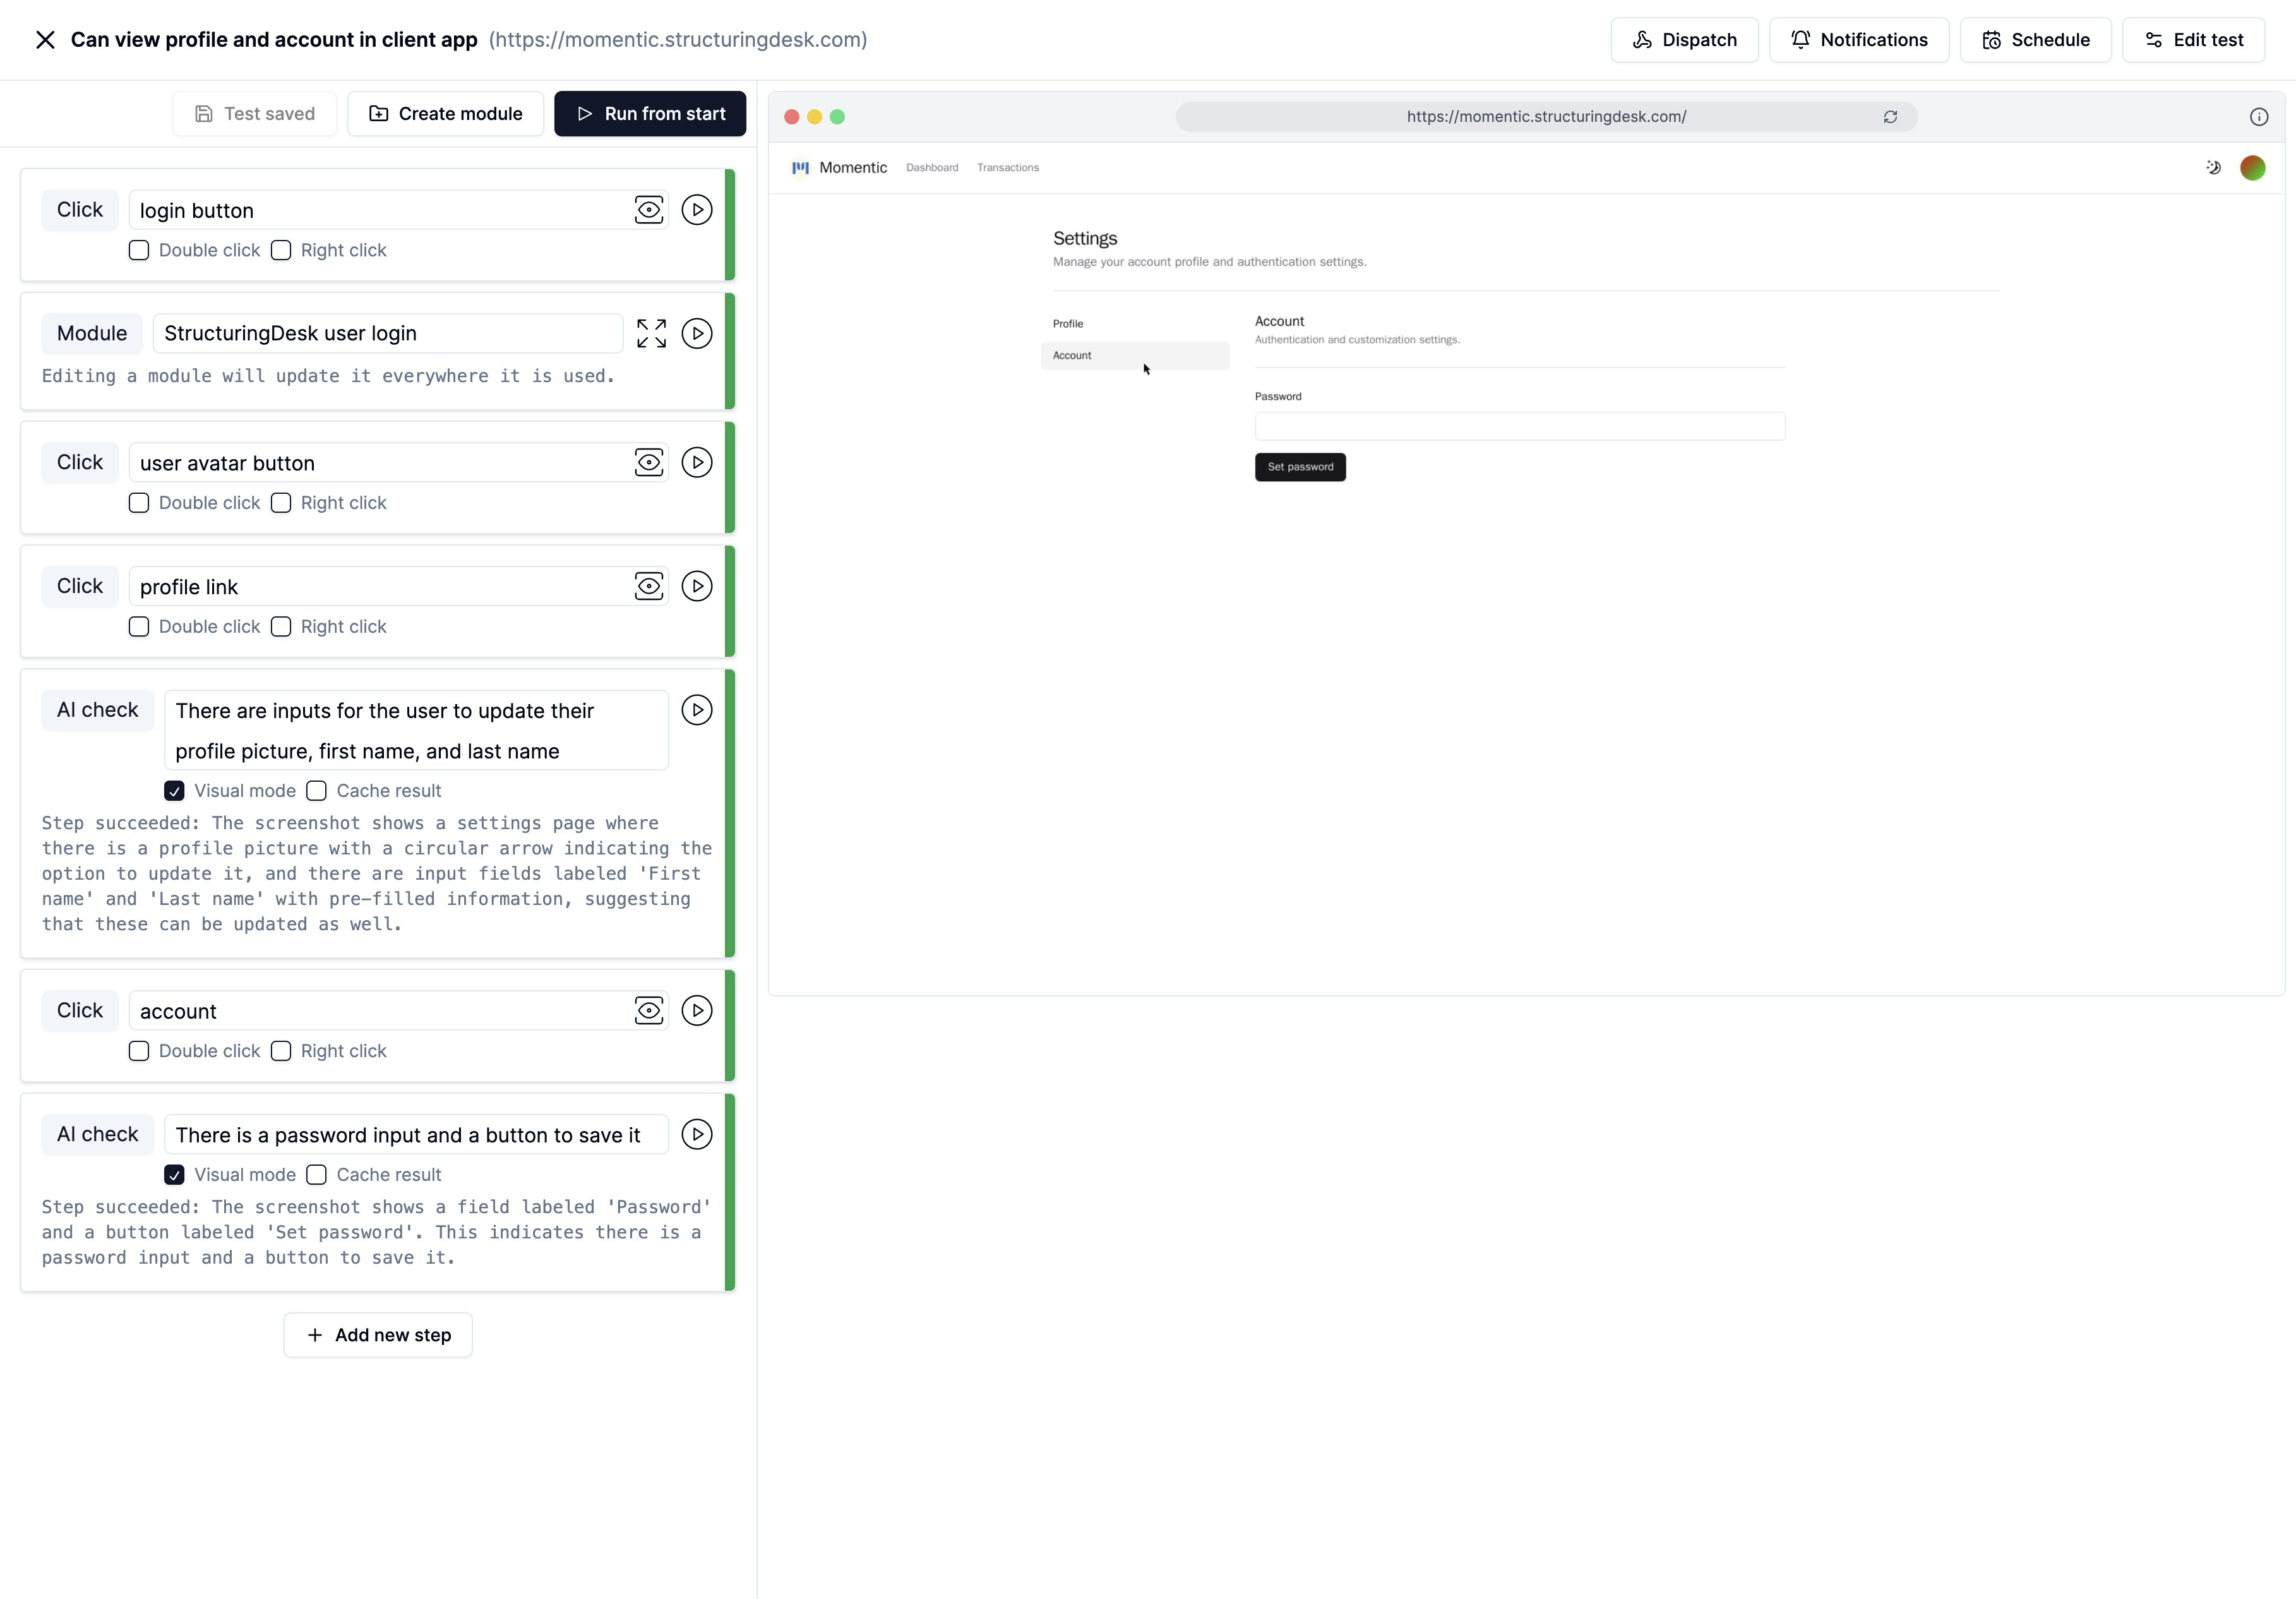 Can view profile and account in client app (https://momentic.structuringdesk.com)
Dispatch
Notifications
Schedule
Edit test
Test saved
Create module
Run from start
Click
login button
Double click
Right click
Module
StructuringDesk user login
Editing a module will update it everywhere it is used.
Click
user avatar button
Double click
Right click
Click
profile link
Double click
Right click
AI check
There are inputs for the user to update their
profile picture, first name, and last name
Visual mode
Cache result
Step succeeded: The screenshot shows a settings page where
there is a profile picture with a circular arrow indicating the
option to update it, and there are input fields labeled 'First
name' and 'Last name' with pre-filled information, suggesting
that these can be updated as well.
Click
account
Double click
Right click
AI check
There is a password input and a button to save it
Visual mode
Cache result
Step succeeded: The screenshot shows a field labeled 'Password'
and a button labeled 'Set password'. This indicates there is a
password input and a button to save it.
Add new step
https://momentic.structuringdesk.com/
Momentic
Dashboard
Transactions
Settings
Manage your account profile and authentication settings.
Profile
Account
Account
Authentication and customization settings.
Password
Set password